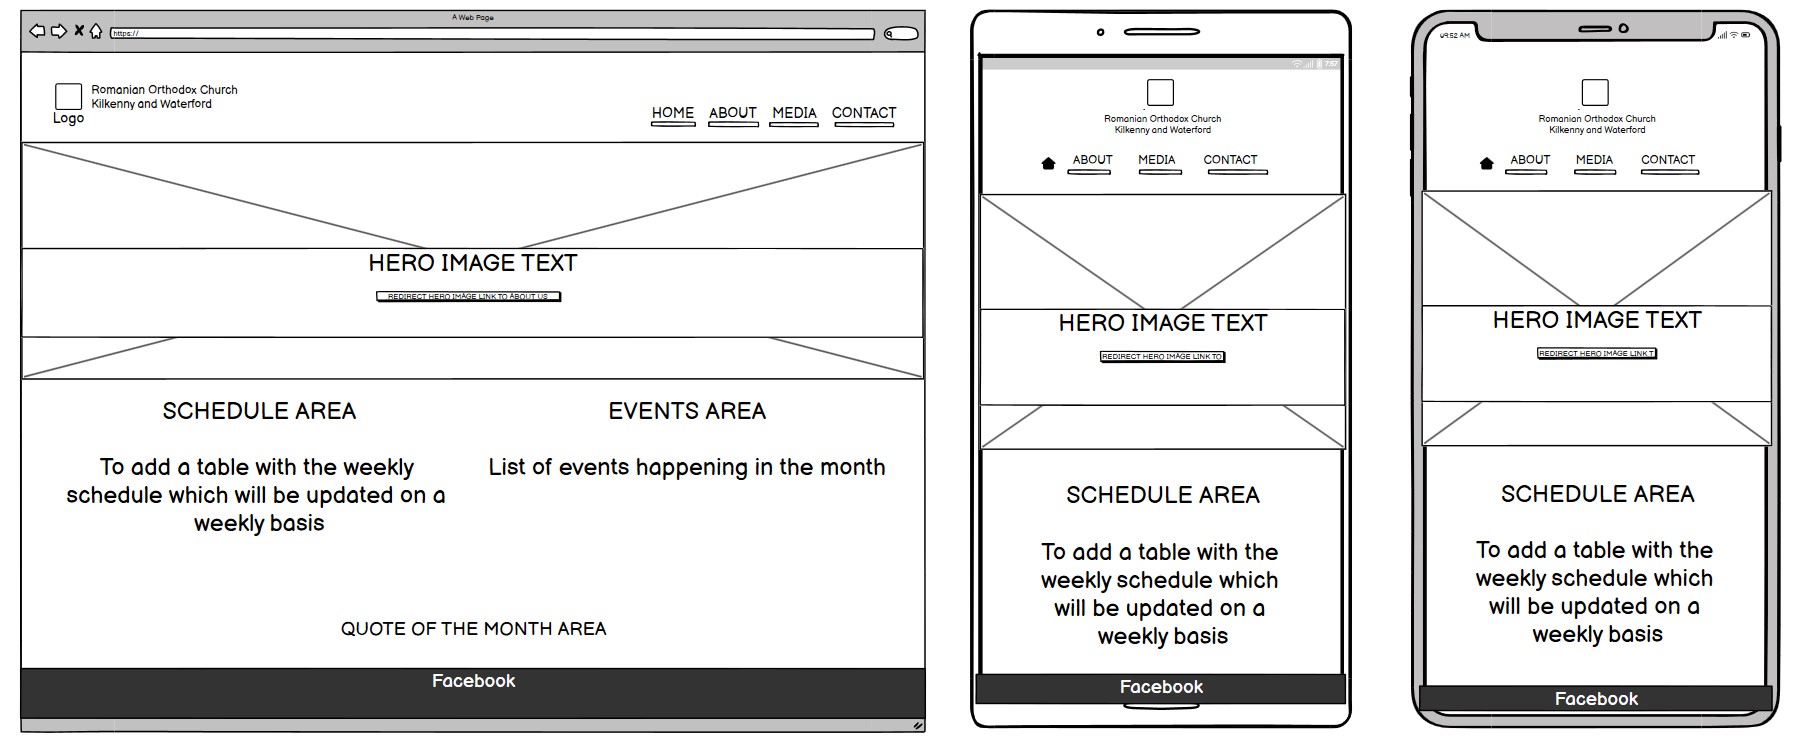 A Web Page
https://
Romanian Orthodox Church
Kilkenny and Waterford
Logo
HOME ABOUT MEDIA CONTACT
HERO IMAGE TEXT
REDIRECT HERO IMAGE LINK TO ABOUT US
SCHEDULE AREA
To add a table with the weekly
schedule which will be updated on a
weekly basis
EVENTS AREA
List of events happening in the month
QUOTE OF THE MONTH AREA
Facebook
7:57
Romanian Orthodox Church
Kilkenny and Waterford
ABOUT MEDIA CONTACT
HERO IMAGE TEXT
REDIRECT HERO IMAGE LINK TO
SCHEDULE AREA
To add a table with the
weekly schedule which
will be updated on a
weekly basis
Facebook
09:52 AM
Romanian Orthodox Church
Kilkenny and Waterford
ABOUT MEDIA CONTACT
HERO IMAGE TEXT
REDIRECT HERO IMAGE LINK T
SCHEDULE AREA
To add a table with the
weekly schedule which
will be updated on a
weekly basis
Facebook